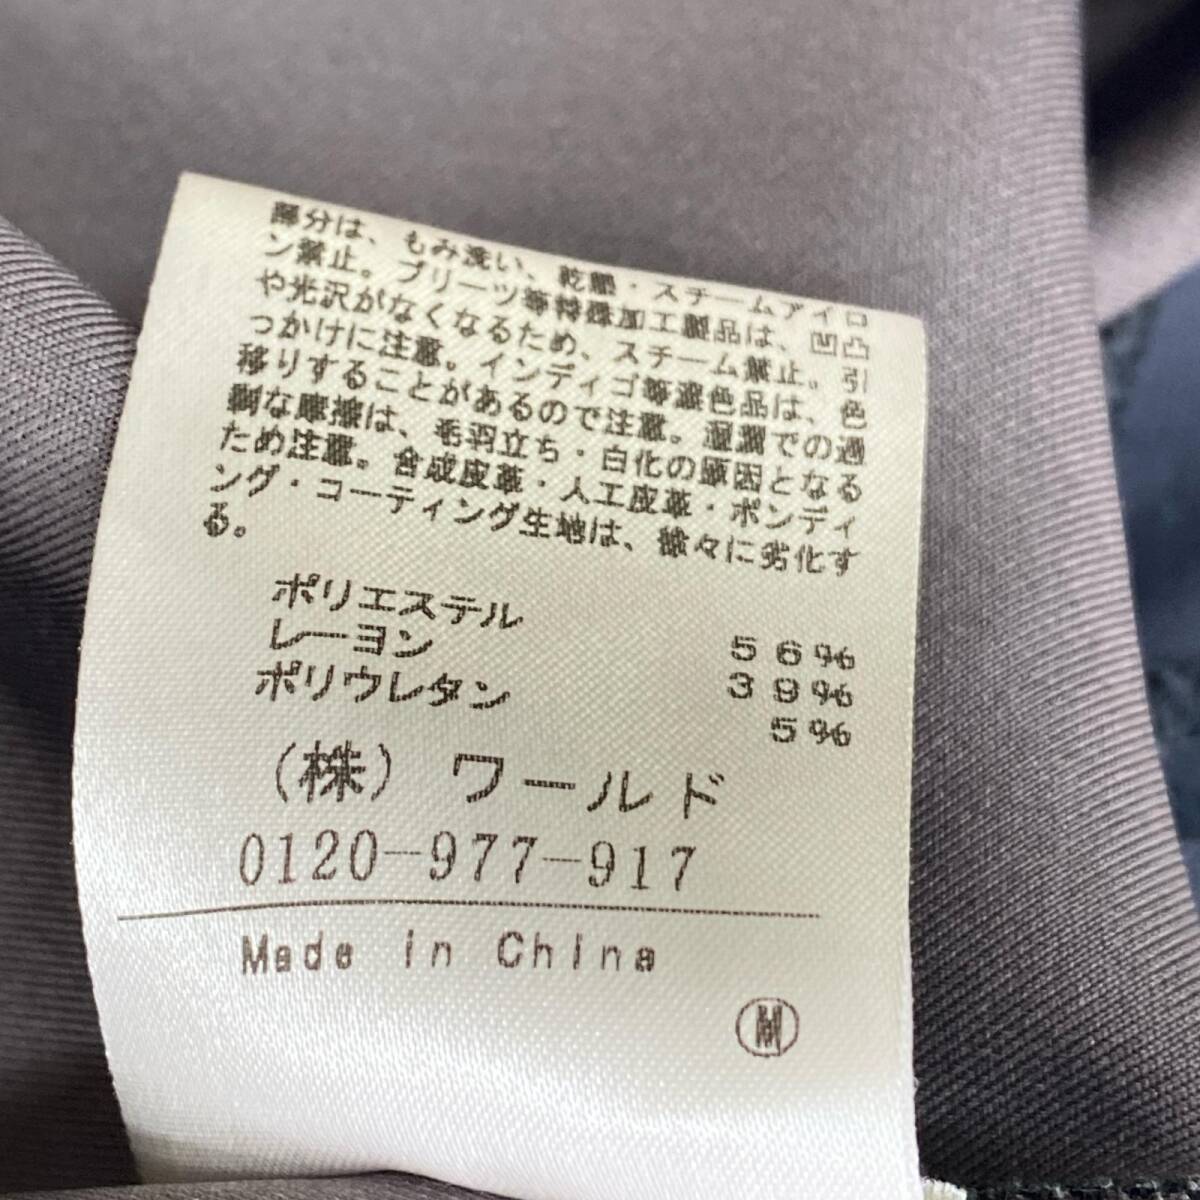 部分は、もみ洗い、乾燥・スチームアイロ
ン禁止。プリーツ等特殊加工製品は、凹凸
や光沢がなくなるため、スチーム禁止。引
っかけに注意。インディゴ等濃色品は、色
移りすることがあるので注意。湿潤での過
剰な摩擦は、毛羽立ち・白化の原因となる
ため注意。合成皮革・人工皮革・ボンディ
ング・コーティング生地は、徐々に劣化す
る。
ポリエステル 56%
レーヨン 39%
ポリウレタン 5%
(株) ワールド
0120-977-917
Made in China
M